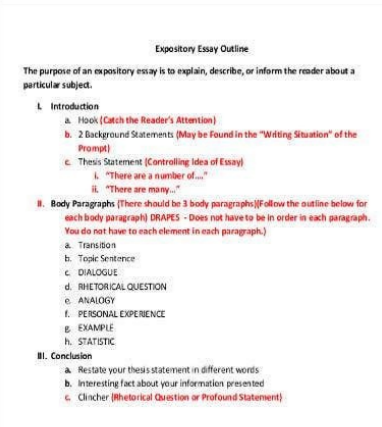 Expository Essay Outline
The purpose of an expository essay is to explain, describe, or inform the reader about a
particular subject.
I. Introduction
a. Hook (Catch the Reader's Attention)
b. 2 Background Statements (May be Found in the "Writing Situation" of the
Prompt)
c. Thesis Statement (Controlling Idea of Essay)
i. "There are a number of...."
ii. "There are many..."
II. Body Paragraphs (There should be 3 body paragraphs)(Follow the outline below for
each body paragraph) DRAPES - Does not have to be in order in each paragraph.
You do not have to each element in each paragraph.)
a. Transition
b. Topic Sentence
c. DIALOGUE
d. RHETORICAL QUESTION
e. ANALOGY
f. PERSONAL EXPERIENCE
g. EXAMPLE
h. STATISTIC
III. Conclusion
a. Restate your thesis statement in different words
b. Interesting fact about your information presented
c. Clincher (Rhetorical Question or Profound Statement)